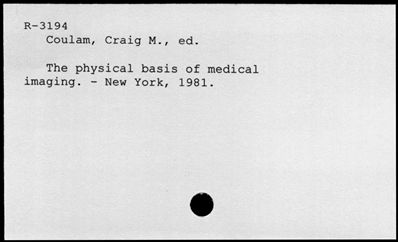 R-3194
Coulam, Craig M., ed.
The physical basis of medical
imaging. - New York, 1981.